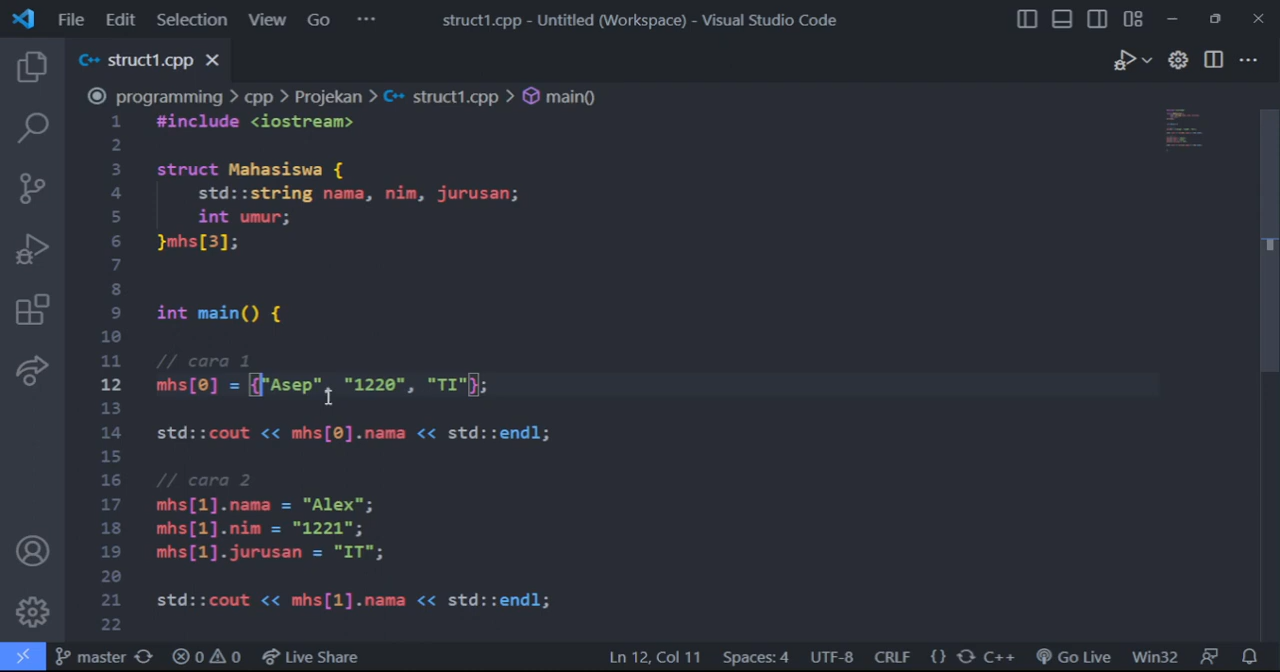 File Edit Selection View Go ··· struct1.cpp - Untitled (Workspace) - Visual Studio Code
C++ struct1.cpp
programming > cpp > Projekan > C++ struct1.cpp > main()
1 #include <iostream>
2
3 struct Mahasiswa {
4 std::string nama, nim, jurusan;
5 int umur;
6 }mhs[3];
7
8
9 int main() {
10
11 // cara 1
12 mhs[0] = {"Asep", "1220", "TI"};
13
14 std::cout << mhs[0].nama << std::endl;
15
16 // cara 2
17 mhs[1].nama = "Alex";
18 mhs[1].nim = "1221";
19 mhs[1].jurusan = "IT";
20
21 std::cout << mhs[1].nama << std::endl;
22
master 0 0 Live Share Ln 12, Col 11 Spaces: 4 UTF-8 CRLF {} C++ Go Live Win32